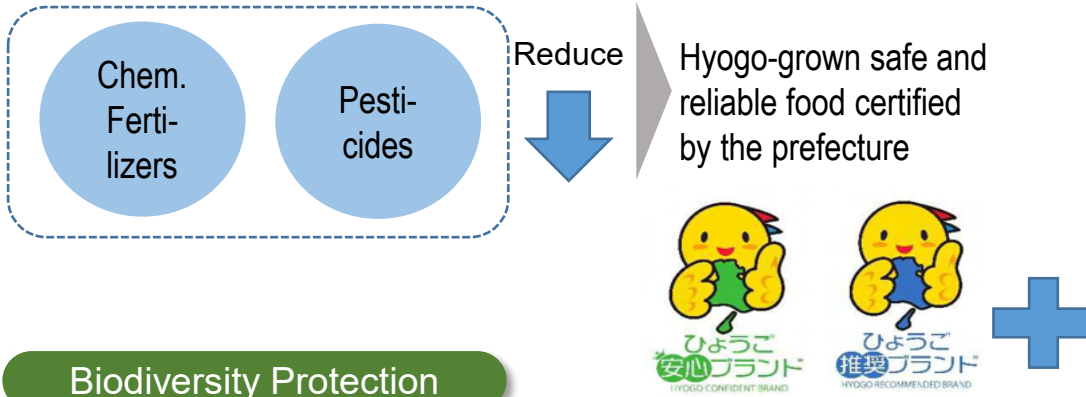 Chem.
Ferti-
lizers
Pesti-
cides
Reduce
Hyogo-grown safe and
reliable food certified
by the prefecture
ひょうご
安心ブランド
HYOGO CONFIDENT BRAND
ひょうご
推奨ブランド
HYOGO RECOMMENDED BRAND
Biodiversity Protection